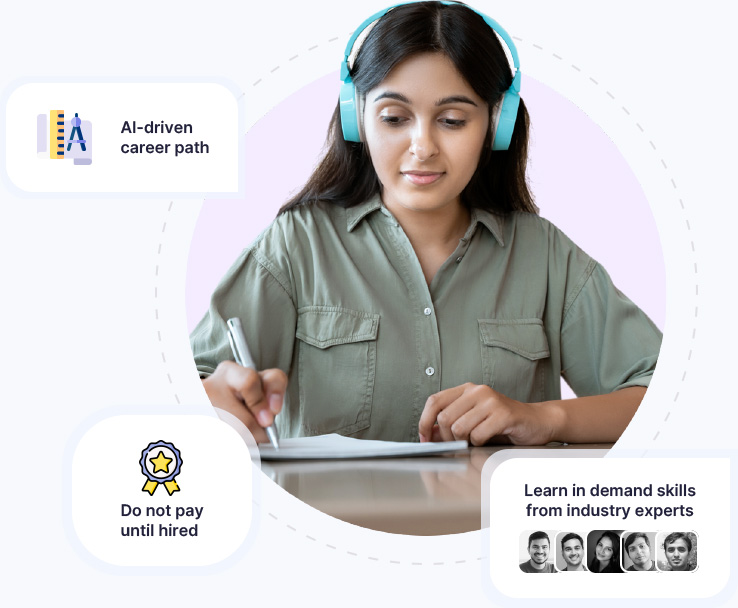 AI-driven
career path
Do not pay
until hired
Learn in demand skills
from industry experts